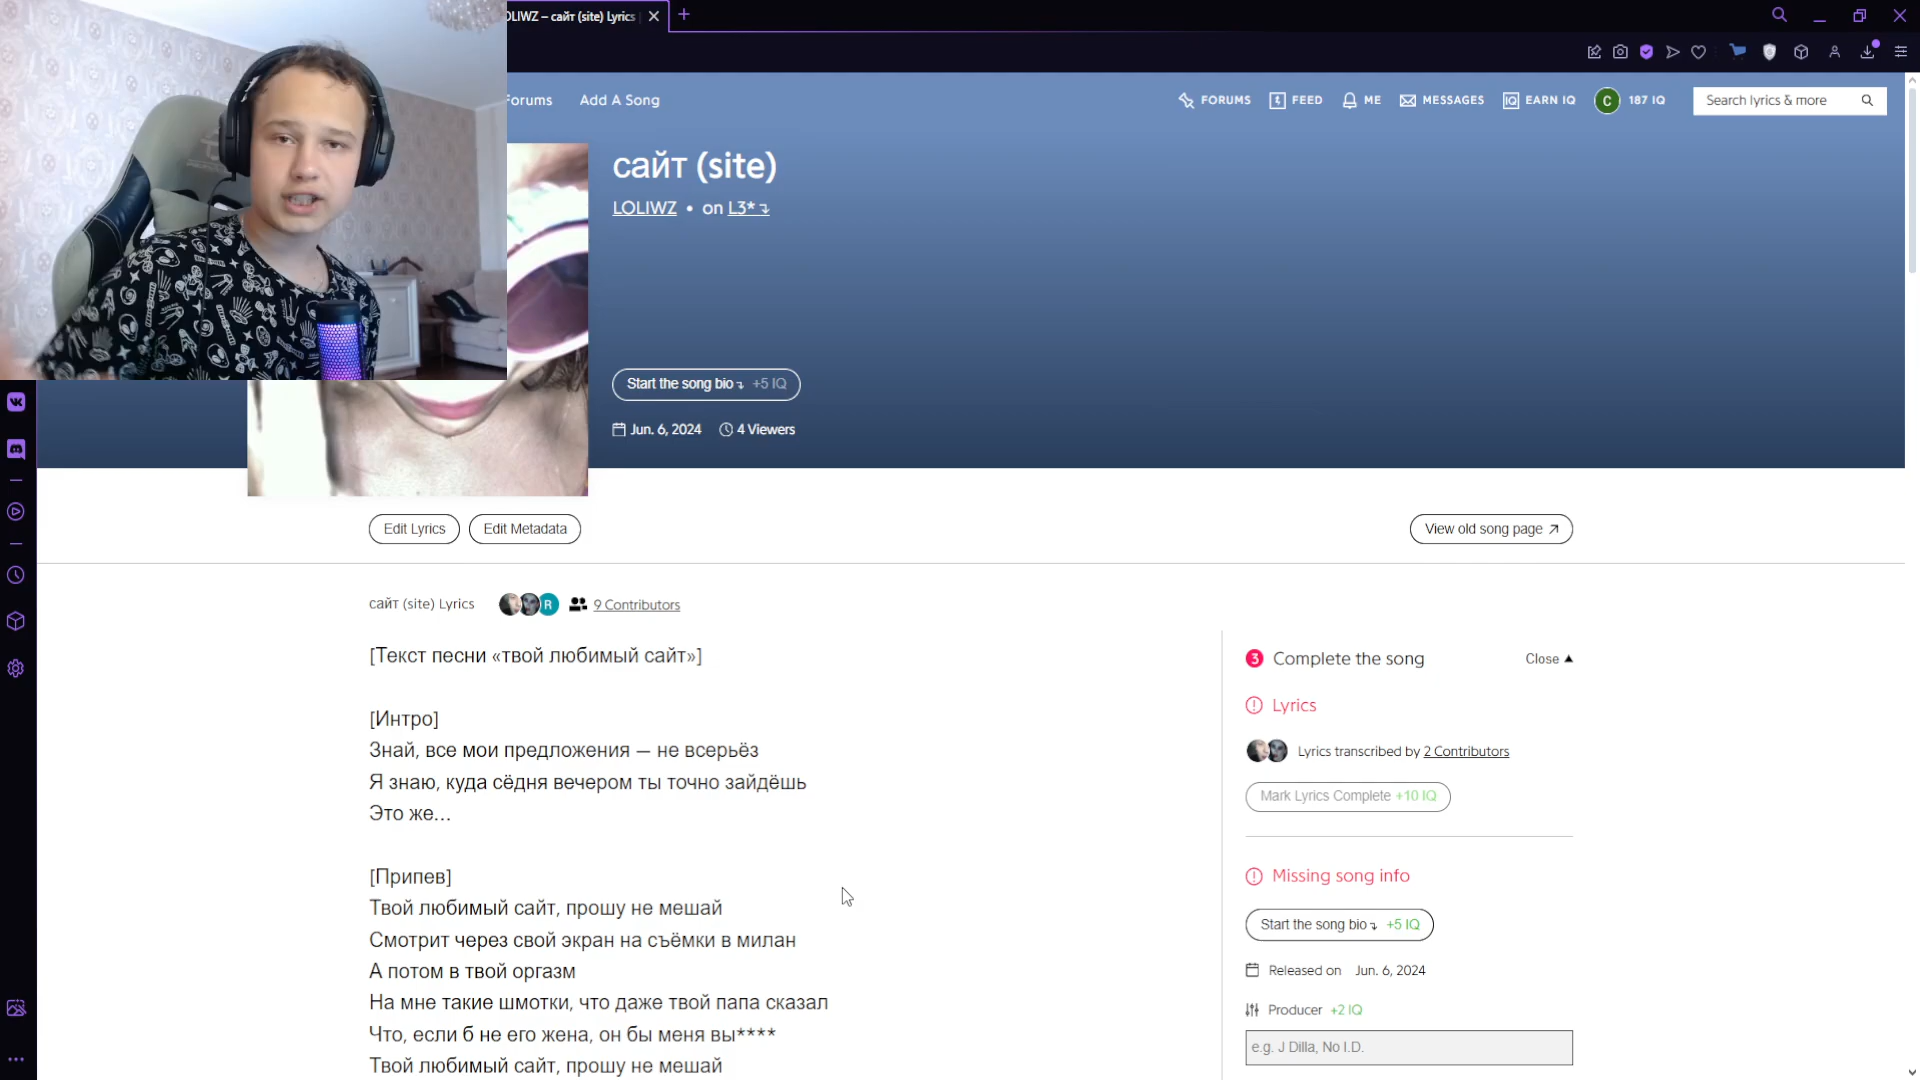 OLIWZ – сайт (site) Lyrics
Forums
Add A Song
FORUMS
FEED
ME
MESSAGES
EARN IQ
C
187 IQ
Search lyrics & more
сайт (site)
LOLIWZ • on L3*
Start the song bio +5 IQ
Jun. 6, 2024
4 Viewers
Edit Lyrics
Edit Metadata
View old song page
сайт (site) Lyrics
R
9 Contributors
[Текст песни «твой любимый сайт»]
[Интро]
Знай, все мои предложения — не всерьёз
Я знаю, куда сёдня вечером ты точно зайдёшь
Это же...
[Припев]
Твой любимый сайт, прошу не мешай
Смотрит через свой экран на съёмки в милан
А потом в твой оргазм
На мне такие шмотки, что даже твой папа сказал
Что, если б не его жена, он бы меня вы****
Твой любимый сайт, прошу не мешай
3 Complete the song
Close
Lyrics
Lyrics transcribed by 2 Contributors
Mark Lyrics Complete +10 IQ
Missing song info
Start the song bio +5 IQ
Released on Jun. 6, 2024
Producer +2 IQ
e.g. J Dilla, No I.D.